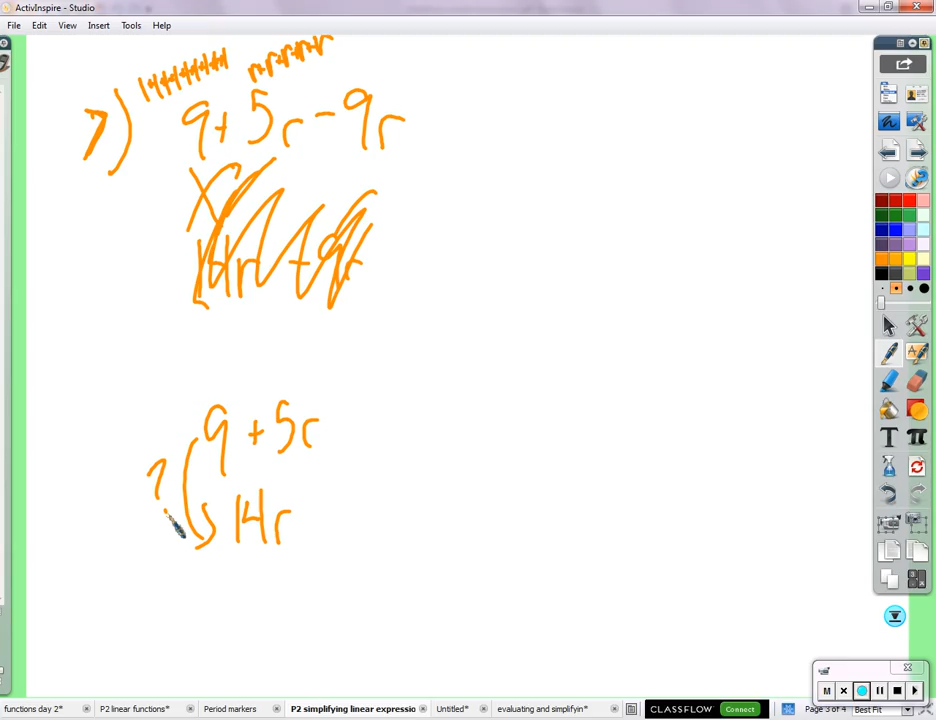 ActivInspire - Studio
File Edit View Insert Tools Help
7) 9 + 5r - 9r
9 + 5r
? 14r
M
functions day 2* P2 linear functions* Period markers P2 simplifying linear expressio Untitled* evaluating and simplifyin* CLASSFLOW Connect Page 3 of 4 Best Fit